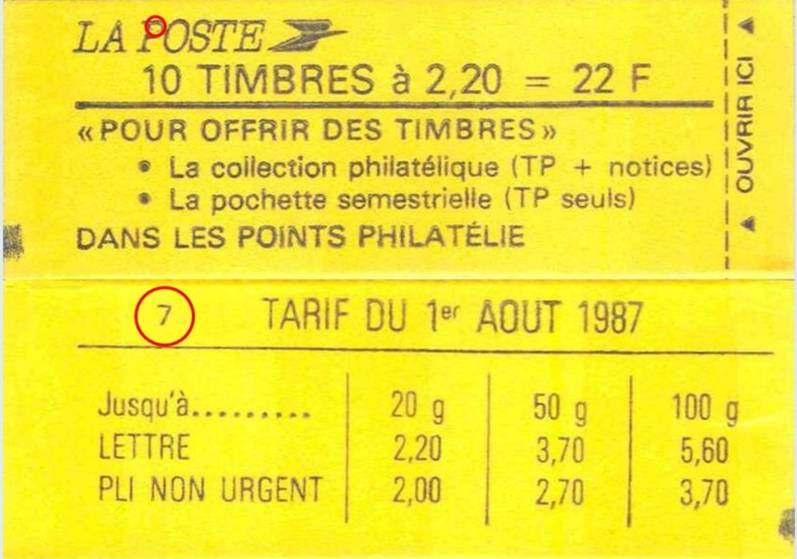 LA POSTE
10 TIMBRES à 2,20 = 22 F
«POUR OFFRIR DES TIMBRES»
• La collection philatélique (TP + notices)
• La pochette semestrielle (TP seuls)
DANS LES POINTS PHILATÉLIE
▲ OUVRIR ICI ▲
7 TARIF DU 1er AOUT 1987
Jusqu'à......... 20 g 50 g 100 g
LETTRE 2,20 3,70 5,60
PLI NON URGENT 2,00 2,70 3,70